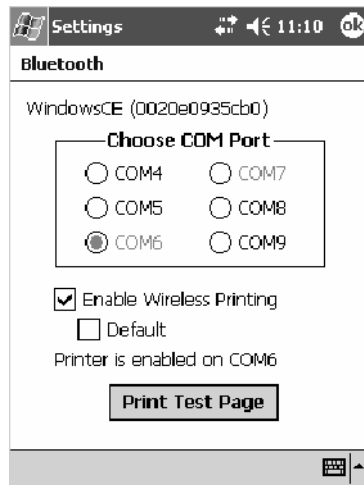 Settings 11:10 ok
Bluetooth
WindowsCE (0020e0935cb0)
Choose COM Port
COM4 COM7
COM5 COM8
COM6 COM9
Enable Wireless Printing
Default
Printer is enabled on COM6
Print Test Page